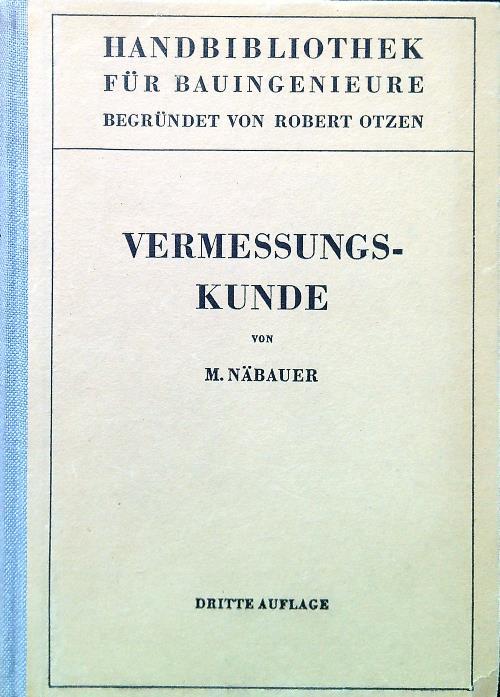 HANDBIBLIOTHEK
FÜR BAUINGENIEURE
BEGRÜNDET VON ROBERT OTZEN
VERMESSUNGS-
KUNDE
VON
M. NÄBAUER
DRITTE AUFLAGE